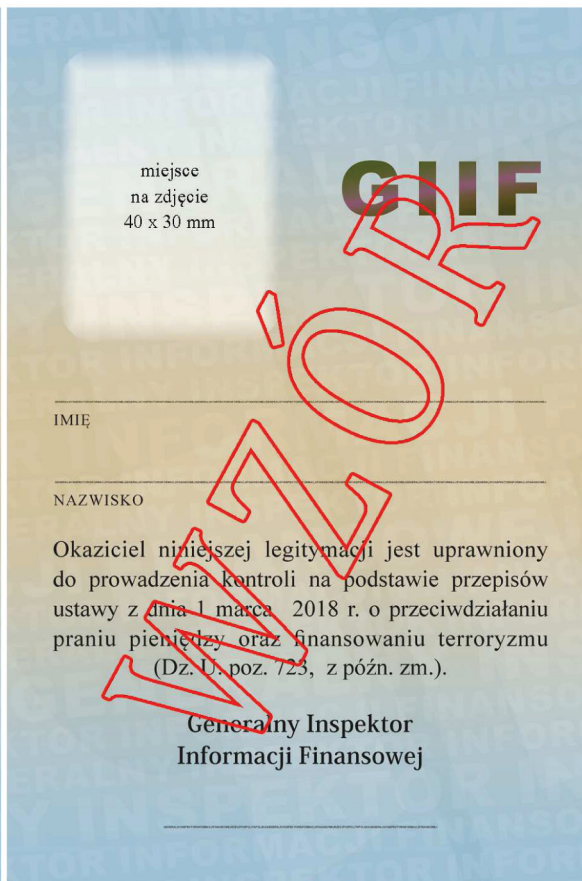 miejsce
na zdjęcie
40 x 30 mm
GIIF
WZÓR
IMIĘ
NAZWISKO
Okaziciel niniejszej legitymacji jest uprawniony
do prowadzenia kontroli na podstawie przepisów
ustawy z dnia 1 marca 2018 r. o przeciwdziałaniu
praniu pieniędzy oraz finansowaniu terroryzmu
(Dz. U. poz. 723, z późn. zm.).
Generalny Inspektor
Informacji Finansowej